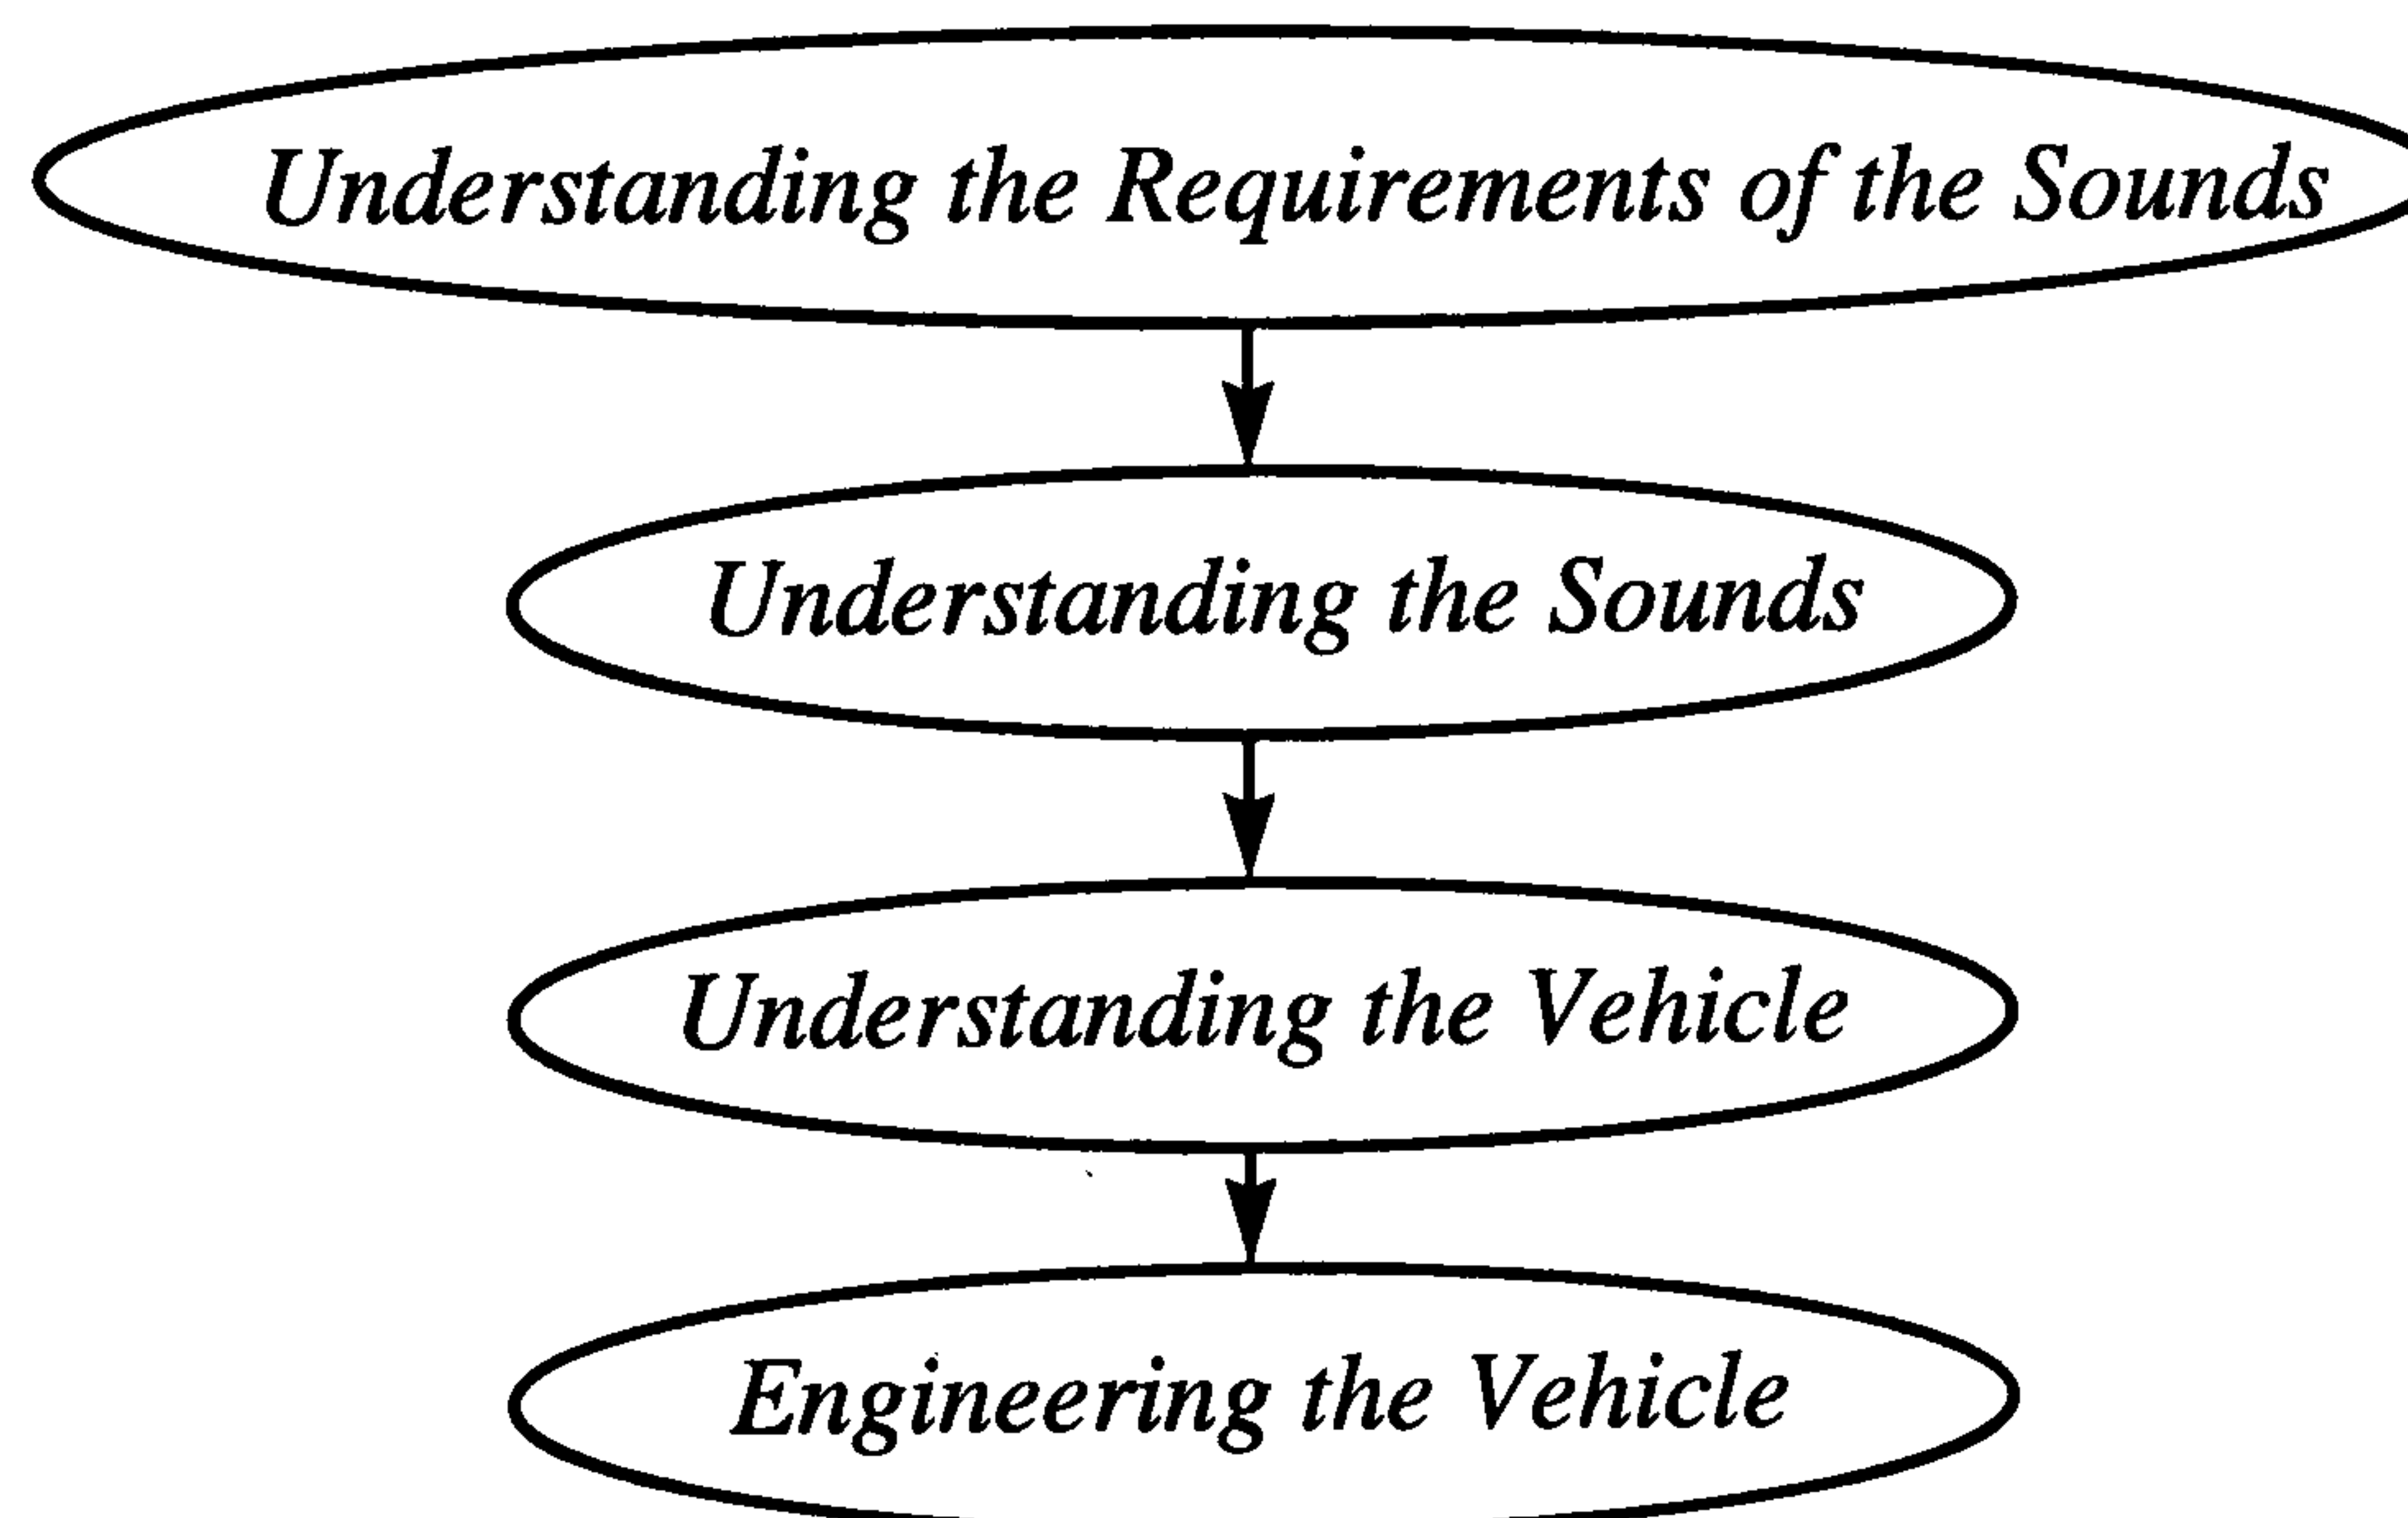 Understanding the Requirements of the Sounds
Understanding the Sounds
Understanding the Vehicle
Engineering the Vehicle